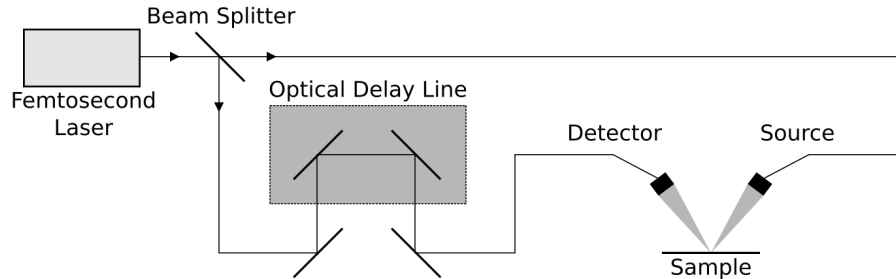 Beam Splitter
Femtosecond
Laser
Optical Delay Line
Detector
Source
Sample